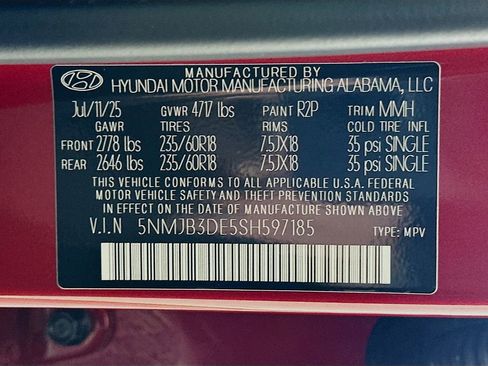 MANUFACTURED BY
HYUNDAI MOTOR MANUFACTURING ALABAMA, LLC
Jul/11/25 GVWR 4717 lbs PAINT R2P TRIM MMH
GAWR TIRES RIMS COLD TIRE INFL
FRONT 2778 lbs 235/60R18 7.5JX18 35 psi SINGLE
REAR 2646 lbs 235/60R18 7.5JX18 35 psi SINGLE
THIS VEHICLE CONFORMS TO ALL APPLICABLE U.S.A. FEDERAL
MOTOR VEHICLE SAFETY AND THEFT PREVENTION STANDARDS
IN EFFECT ON THE DATE OF MANUFACTURE SHOWN ABOVE.
V.I.N 5NMJB3DE5SH597185 TYPE: MPV